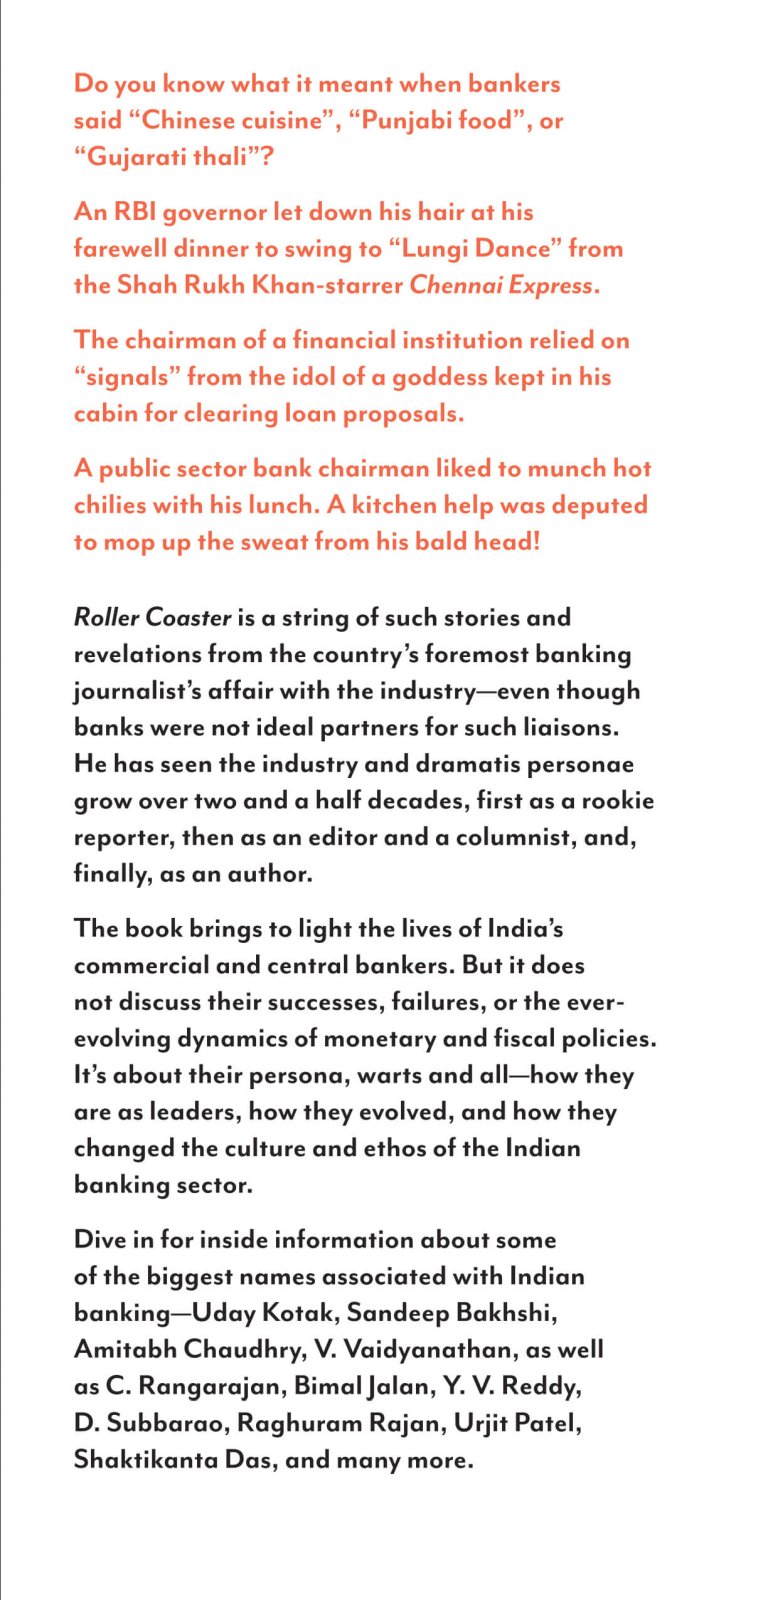 Do you know what it meant when bankers
said “Chinese cuisine”, “Punjabi food”, or
“Gujarati thali”?
An RBI governor let down his hair at his
farewell dinner to swing to “Lungi Dance” from
the Shah Rukh Khan-starrer Chennai Express.
The chairman of a financial institution relied on
“signals” from the idol of a goddess kept in his
cabin for clearing loan proposals.
A public sector bank chairman liked to munch hot
chilies with his lunch. A kitchen help was deputed
to mop up the sweat from his bald head!
Roller Coaster is a string of such stories and
revelations from the country’s foremost banking
journalist’s affair with the industry—even though
banks were not ideal partners for such liaisons.
He has seen the industry and dramatis personae
grow over two and a half decades, first as a rookie
reporter, then as an editor and a columnist, and,
finally, as an author.
The book brings to light the lives of India’s
commercial and central bankers. But it does
not discuss their successes, failures, or the ever-
evolving dynamics of monetary and fiscal policies.
It’s about their persona, warts and all—how they
are as leaders, how they evolved, and how they
changed the culture and ethos of the Indian
banking sector.
Dive in for inside information about some
of the biggest names associated with Indian
banking—Uday Kotak, Sandeep Bakhshi,
Amitabh Chaudhry, V. Vaidyanathan, as well
as C. Rangarajan, Bimal Jalan, Y. V. Reddy,
D. Subbarao, Raghuram Rajan, Urjit Patel,
Shaktikanta Das, and many more.